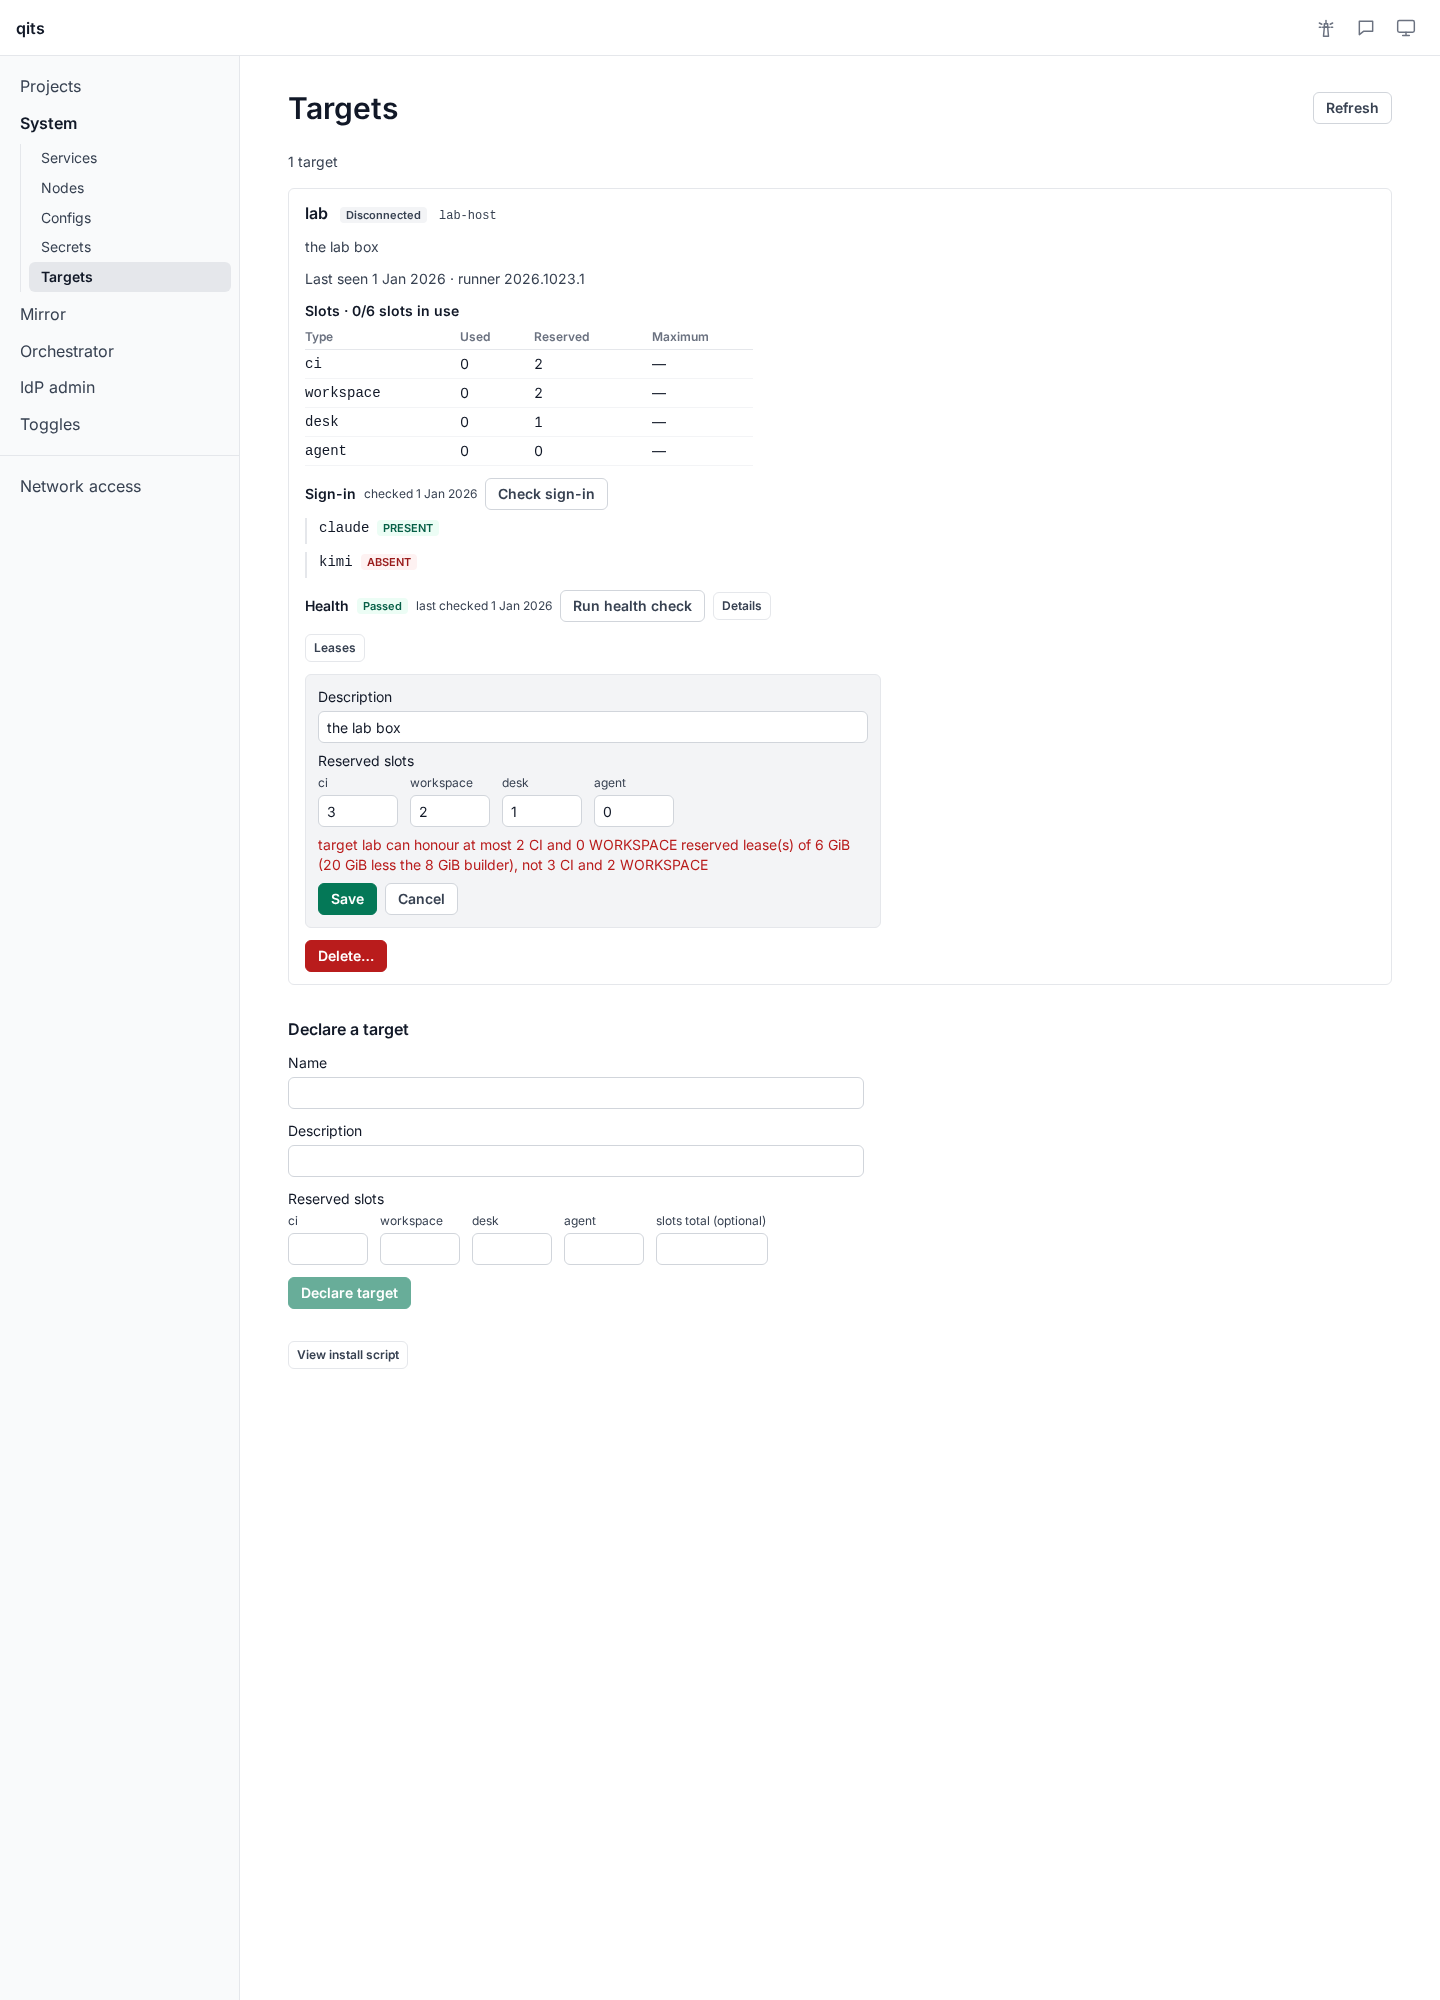 qits
Projects
System
Services
Nodes
Configs
Secrets
Targets
Mirror
Orchestrator
IdP admin
Toggles
Network access
Targets
Refresh
1 target
lab Disconnected lab-host
the lab box
Last seen 1 Jan 2026 · runner 2026.1023.1
Slots · 0/6 slots in use
Type Used Reserved Maximum
ci 0 2 —
workspace 0 2 —
desk 0 1 —
agent 0 0 —
Sign-in checked 1 Jan 2026 Check sign-in
claude PRESENT
kimi ABSENT
Health Passed last checked 1 Jan 2026 Run health check Details
Leases
Description
the lab box
Reserved slots
ci workspace desk agent
3 2 1 0
target lab can honour at most 2 CI and 0 WORKSPACE reserved lease(s) of 6 GiB
(20 GiB less the 8 GiB builder), not 3 CI and 2 WORKSPACE
Save Cancel
Delete...
Declare a target
Name
Description
Reserved slots
ci workspace desk agent slots total (optional)
Declare target
View install script